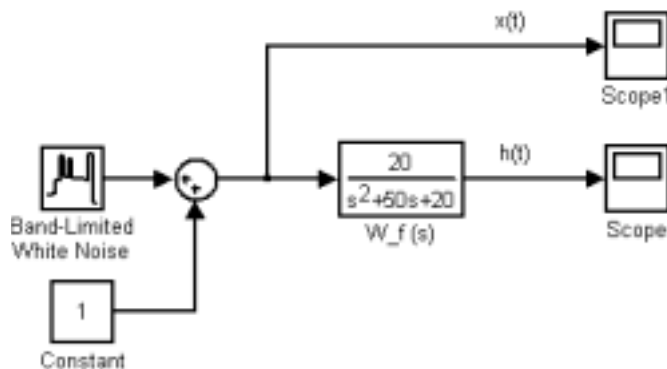 x(t)
Scope1
20
s²+50s+20
h(t)
Scope
W_f (s)
Band-Limited
White Noise
1
Constant